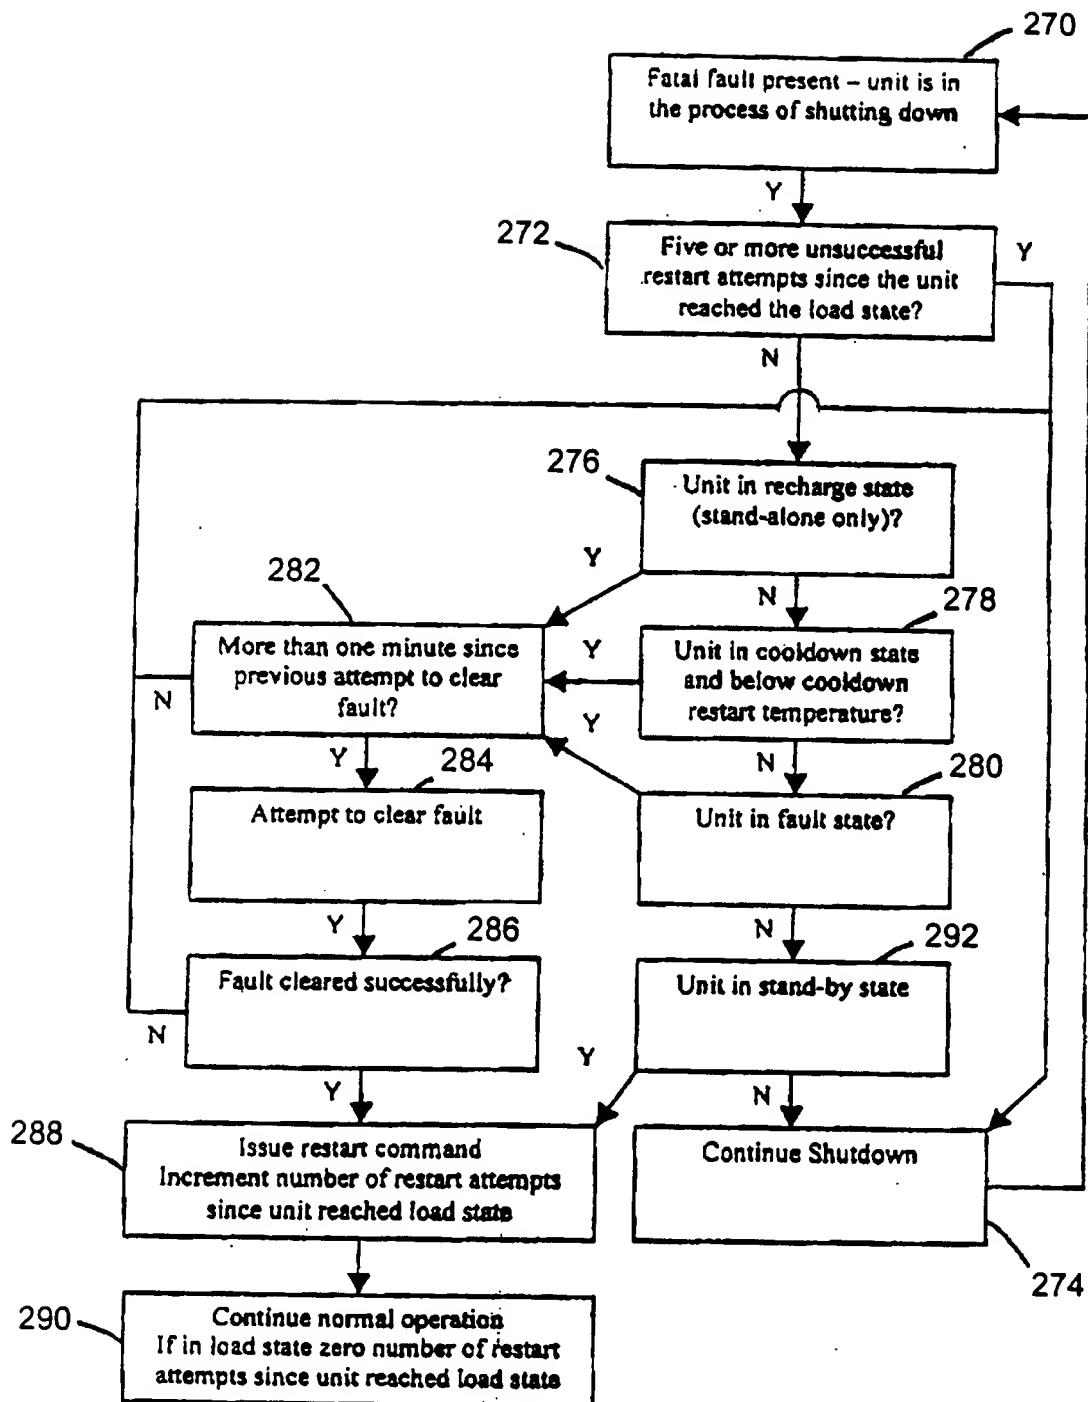 270
Fatal fault present – unit is in
the process of shutting down
Y
272
Five or more unsuccessful
restart attempts since the unit
reached the load state?
Y
N
276
Unit in recharge state
(stand-alone only)?
Y
N
282
More than one minute since
previous attempt to clear
fault?
N
Y
278
Unit in cooldown state
and below cooldown
restart temperature?
Y
Y
N
284
Attempt to clear fault
Y
280
Unit in fault state?
N
286
Fault cleared successfully?
N
Y
292
Unit in stand-by state
Y
N
288
Issue restart command
Increment number of restart attempts
since unit reached load state
Continue Shutdown
274
290
Continue normal operation
If in load state zero number of restart
attempts since unit reached load state